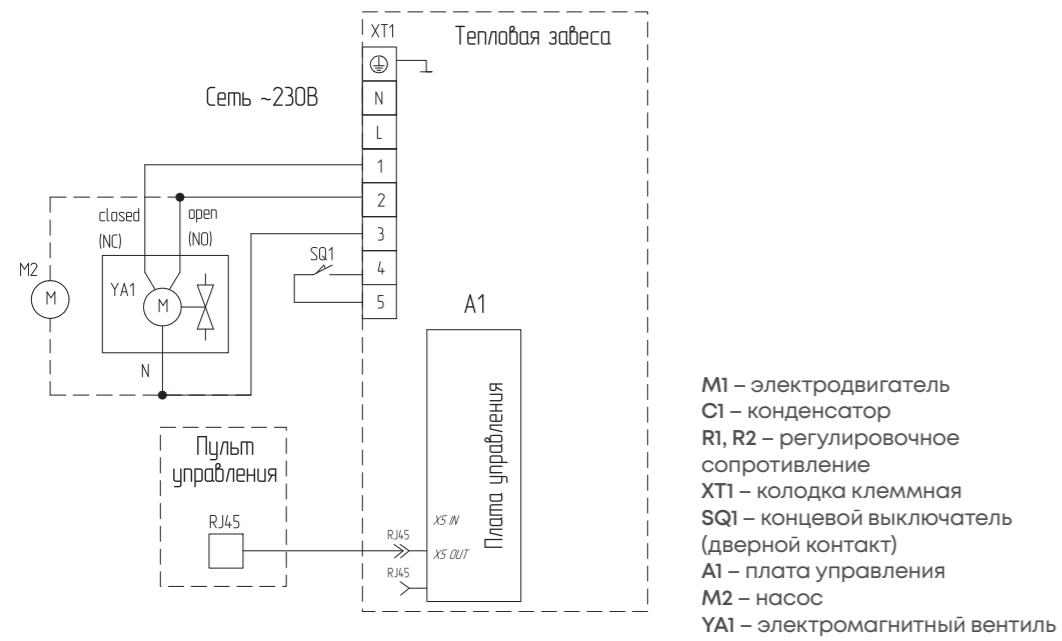 XT1
Тепловая завеса
Сеть ~230В
N
L
1
2
3
4
5
closed
(NC)
open
(NO)
SQ1
M2
M
YA1
M
N
A1
Плата управления
Пульт
управления
RJ45
RJ45
X5 IN
X5 OUT
RJ45
M1 – электродвигатель
C1 – конденсатор
R1, R2 – регулировочное
сопротивление
XT1 – колодка клеммная
SQ1 – концевой выключатель
(дверной контакт)
A1 – плата управления
M2 – насос
YA1 – электромагнитный вентиль